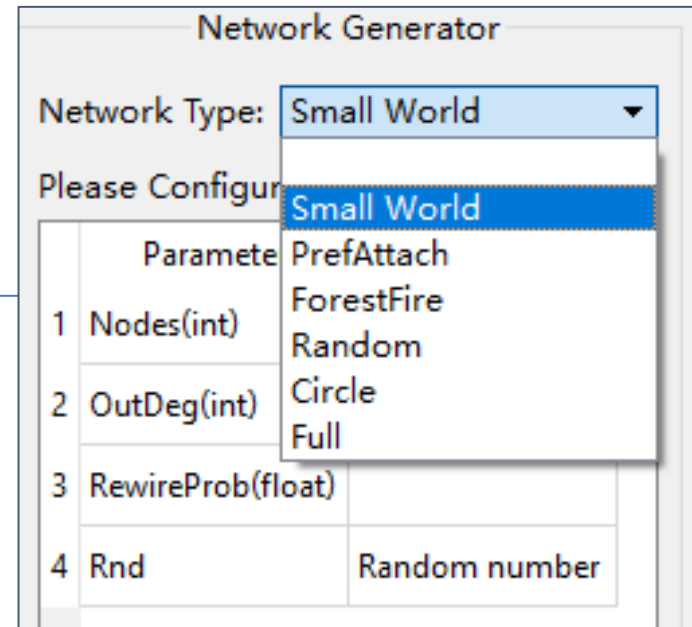 Network Generator
Network Type: Small World
Please Configur
Small World
Paramete PrefAttach
ForestFire
1 Nodes(int)
Random
2 OutDeg(int) Circle
Full
3 RewireProb(float)
4 Rnd Random number